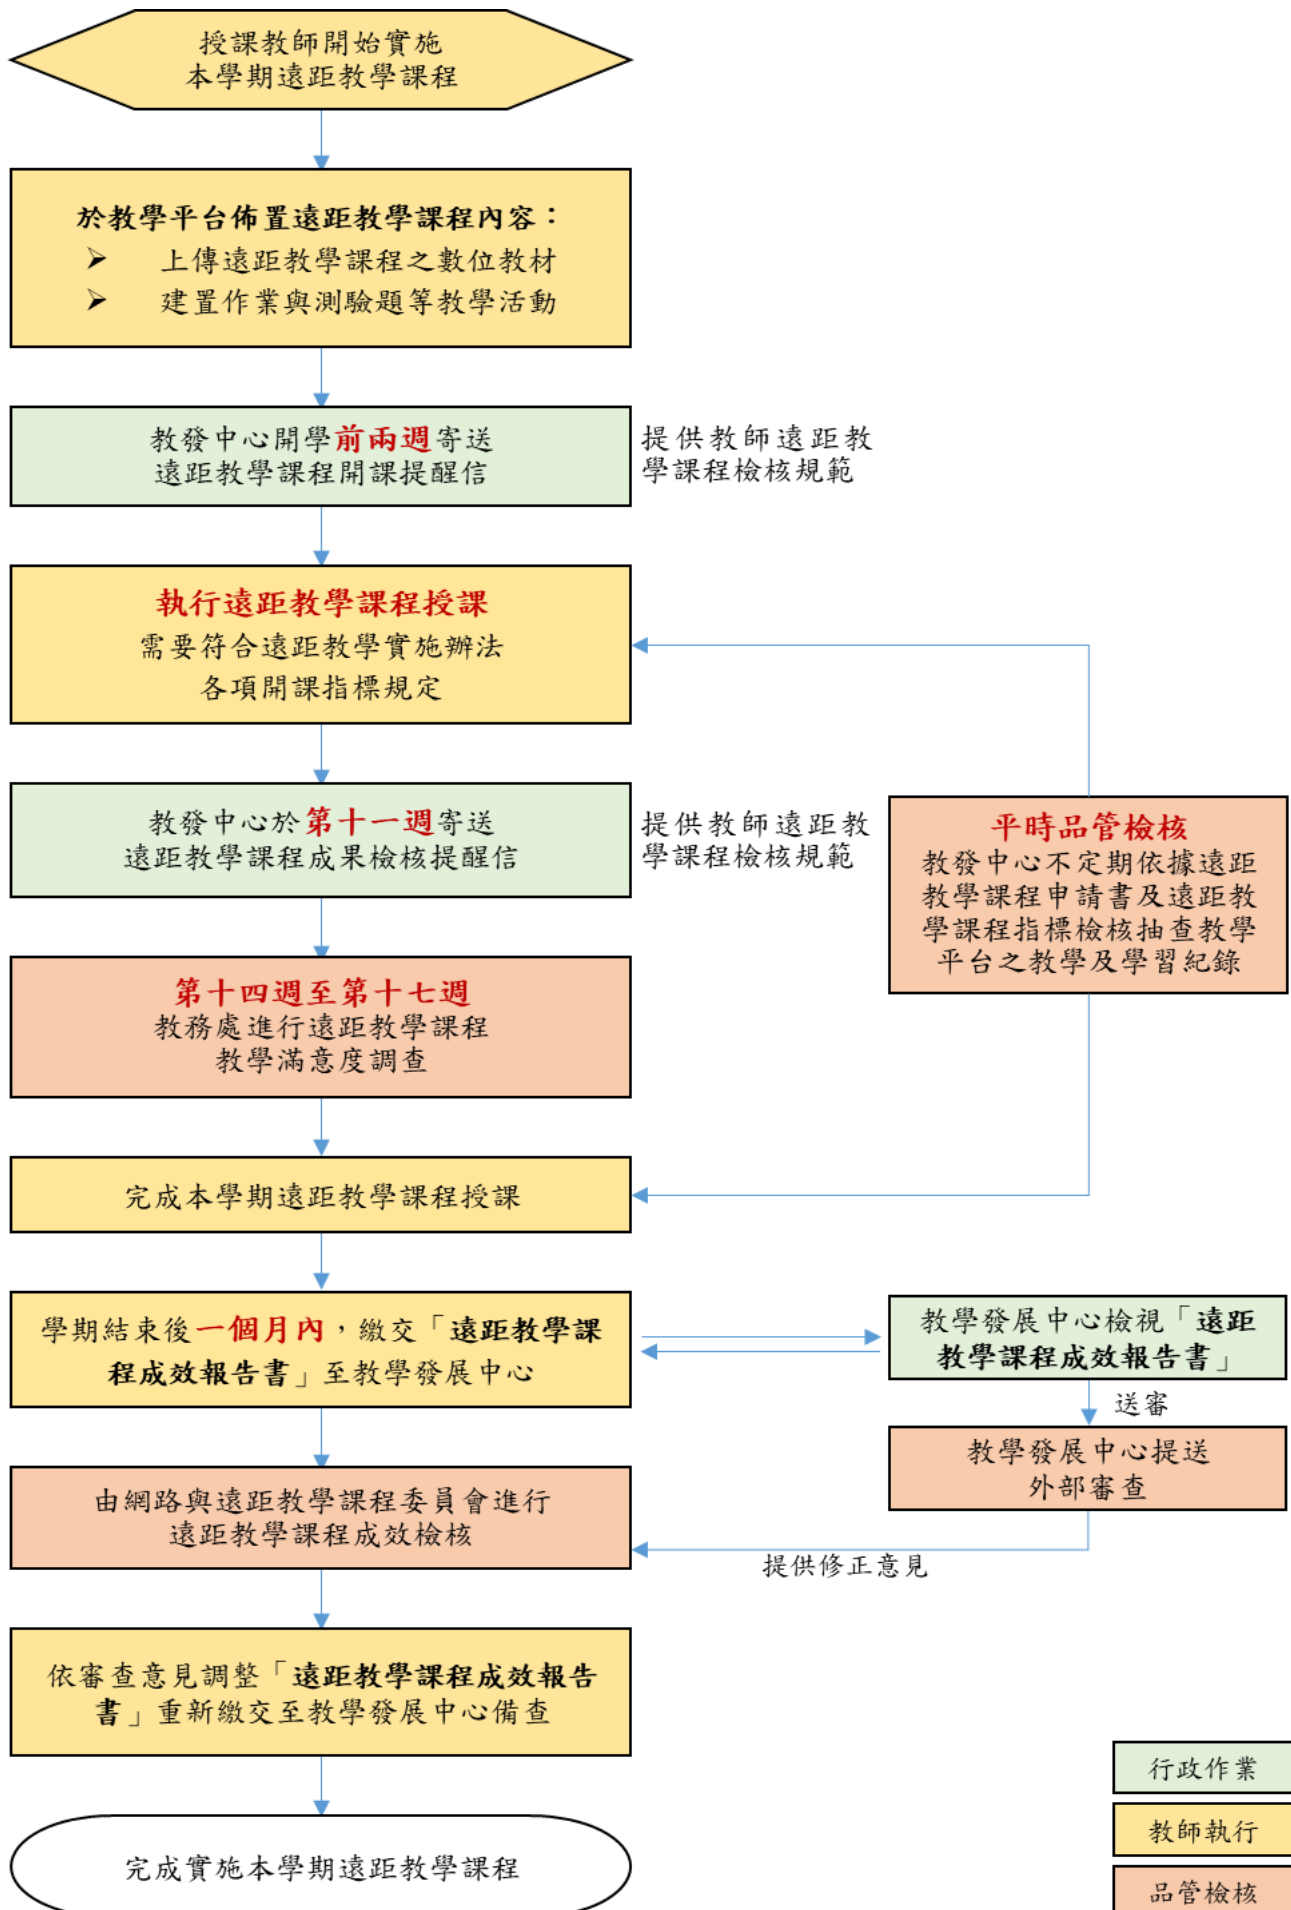 授課教師開始實施
本學期遠距教學課程
於教學平台佈置遠距教學課程內容：
➢ 上傳遠距教學課程之數位教材
➢ 建置作業與測驗題等教學活動
教發中心開學前兩週寄送
遠距教學課程開課提醒信
提供教師遠距教
學課程檢核規範
執行遠距教學課程授課
需要符合遠距教學實施辦法
各項開課指標規定
教發中心於第十一週寄送
遠距教學課程成果檢核提醒信
提供教師遠距教
學課程檢核規範
平時品管檢核
教發中心不定期依據遠距
教學課程申請書及遠距教
學課程指標檢核抽查教學
平台之教學及學習紀錄
第十四週至第十七週
教務處進行遠距教學課程
教學滿意度調查
完成本學期遠距教學課程授課
學期結束後一個月內，繳交「遠距教學課
程成效報告書」至教學發展中心
教學發展中心檢視「遠距
教學課程成效報告書」
送審
教學發展中心提送
外部審查
由網路與遠距教學課程委員會進行
遠距教學課程成效檢核
提供修正意見
依審查意見調整「遠距教學課程成效報告
書」重新繳交至教學發展中心備查
完成實施本學期遠距教學課程
行政作業
教師執行
品管檢核